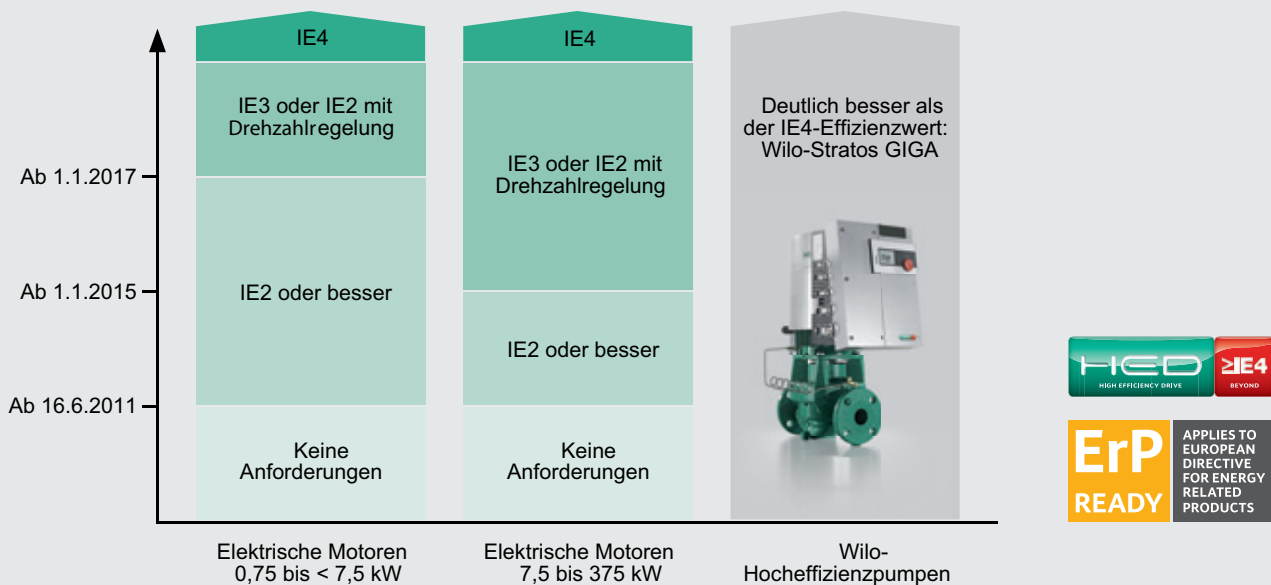 IE4
IE3 oder IE2 mit
Drehzahlregelung
IE2 oder besser
Keine
Anforderungen
IE4
IE3 oder IE2 mit
Drehzahlregelung
IE2 oder besser
Keine
Anforderungen
Deutlich besser als
der IE4-Effizienzwert:
Wilo-Stratos GIGA
Ab 1.1.2017
Ab 1.1.2015
Ab 16.6.2011
Elektrische Motoren
0,75 bis < 7,5 kW
Elektrische Motoren
7,5 bis 375 kW
Wilo-
Hocheffizienzpumpen
HED
HIGH EFFICIENCY DRIVE
≥IE4
BEYOND
ErP
READY
APPLIES TO
EUROPEAN
DIRECTIVE
FOR ENERGY
RELATED
PRODUCTS